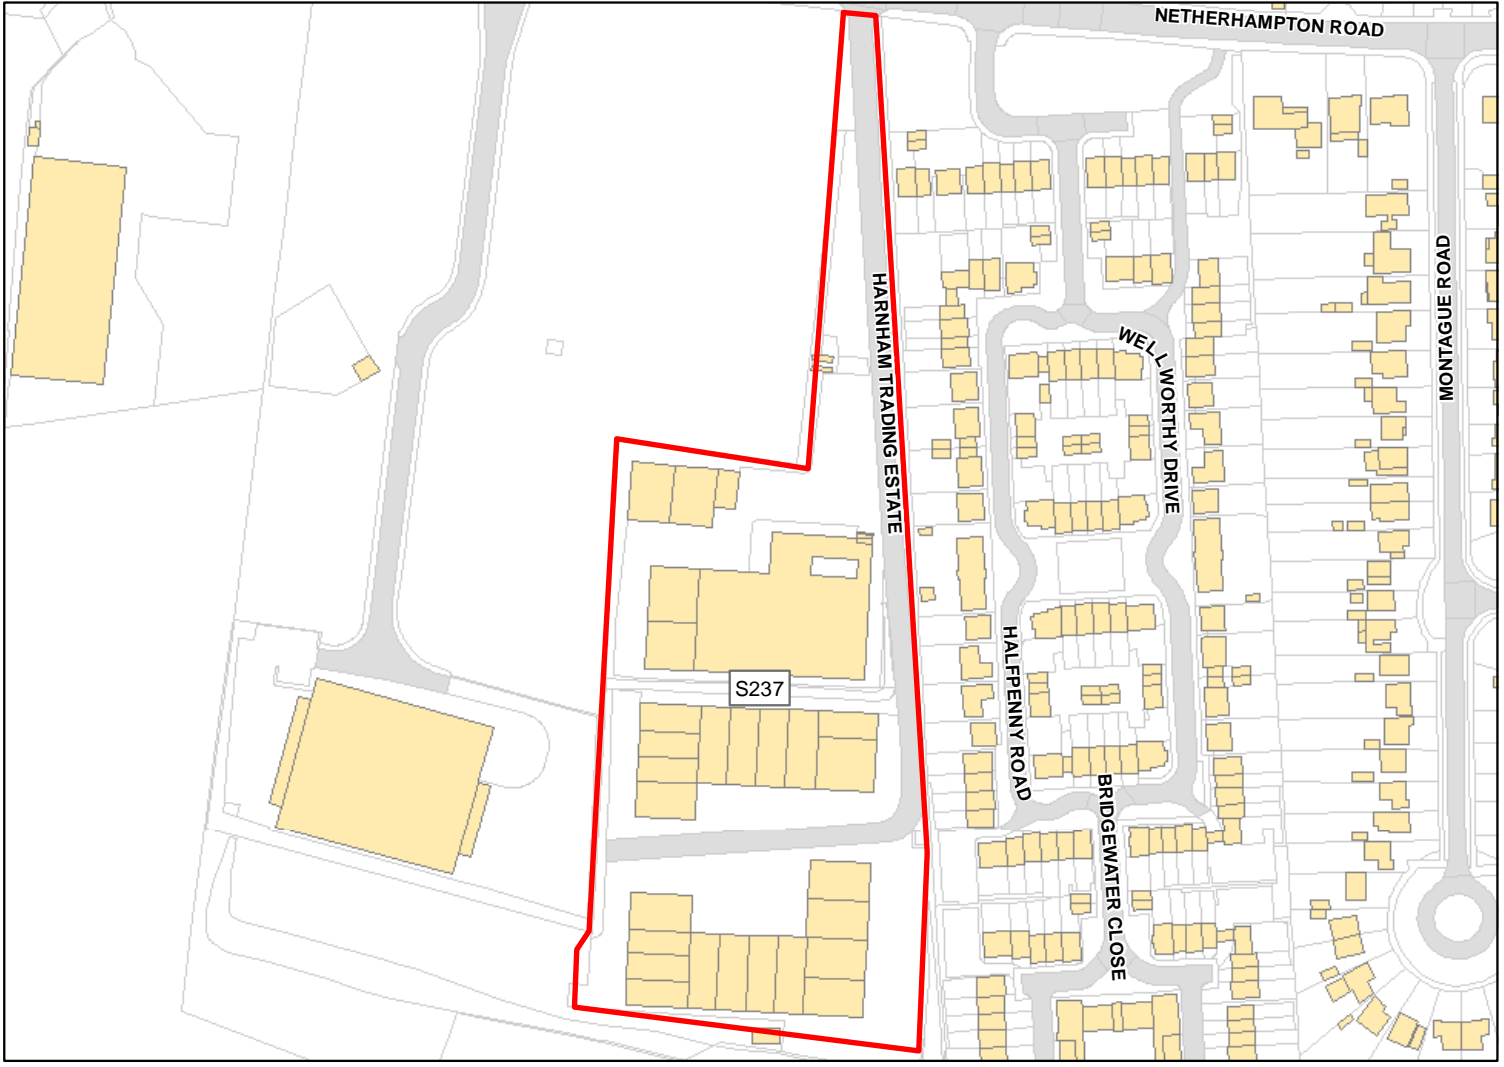 NETHERHAMPTON ROAD
HARNHAM TRADING ESTATE
WELLWORTHY DRIVE
MONTAGUE ROAD
HALFPENNY ROAD
S237
BRIDGEWATER CLOSE